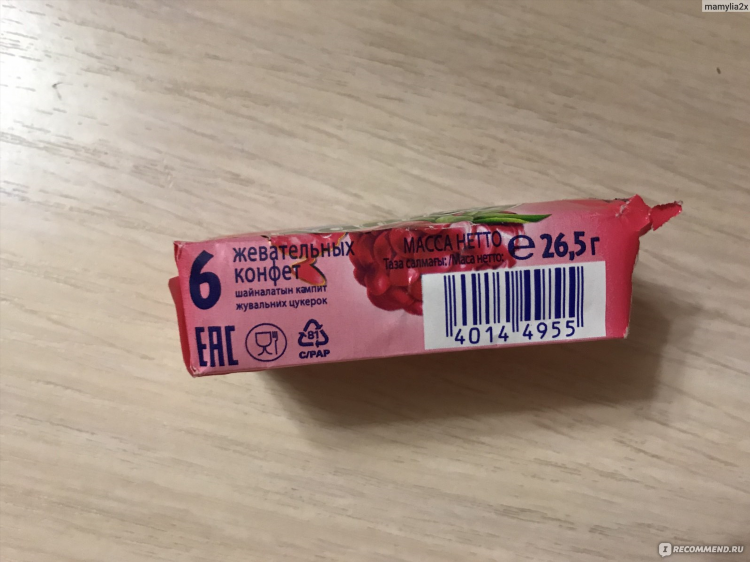 mamylia2x
6
жевательных
конфет
шайналатын кәмпит
жувальних цукерок
МАССА НЕТТО
Таза салмағы: /Маса нетто:
℮ 26,5 г
EAC
81
C/PAP
4014 4955
IRECOMMEND.RU